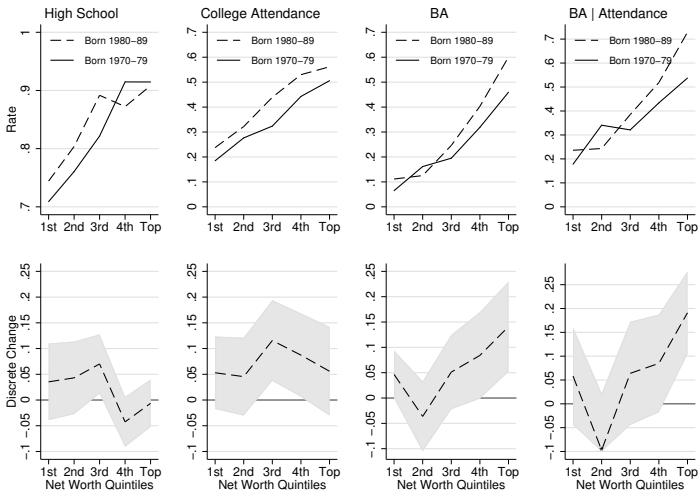 High School
College Attendance
BA
BA | Attendance
Rate
1
.9
.8
.7
Born 1980–89
Born 1970–79
1st 2nd 3rd 4th Top
.7
.6
.5
.4
.3
.2
.1
0
Born 1980–89
Born 1970–79
1st 2nd 3rd 4th Top
.7
.6
.5
.4
.3
.2
.1
0
Born 1980–89
Born 1970–79
1st 2nd 3rd 4th Top
.7
.6
.5
.4
.3
.2
.1
0
Born 1980–89
Born 1970–79
1st 2nd 3rd 4th Top
Discrete Change
.25
.2
.15
.1
.05
0
−.05
−.1
1st 2nd 3rd 4th Top
Net Worth Quintiles
.25
.2
.15
.1
.05
0
−.05
−.1
1st 2nd 3rd 4th Top
Net Worth Quintiles
.25
.2
.15
.1
.05
0
−.05
−.1
1st 2nd 3rd 4th Top
Net Worth Quintiles
.25
.2
.15
.1
.05
0
−.05
−.1
1st 2nd 3rd 4th Top
Net Worth Quintiles